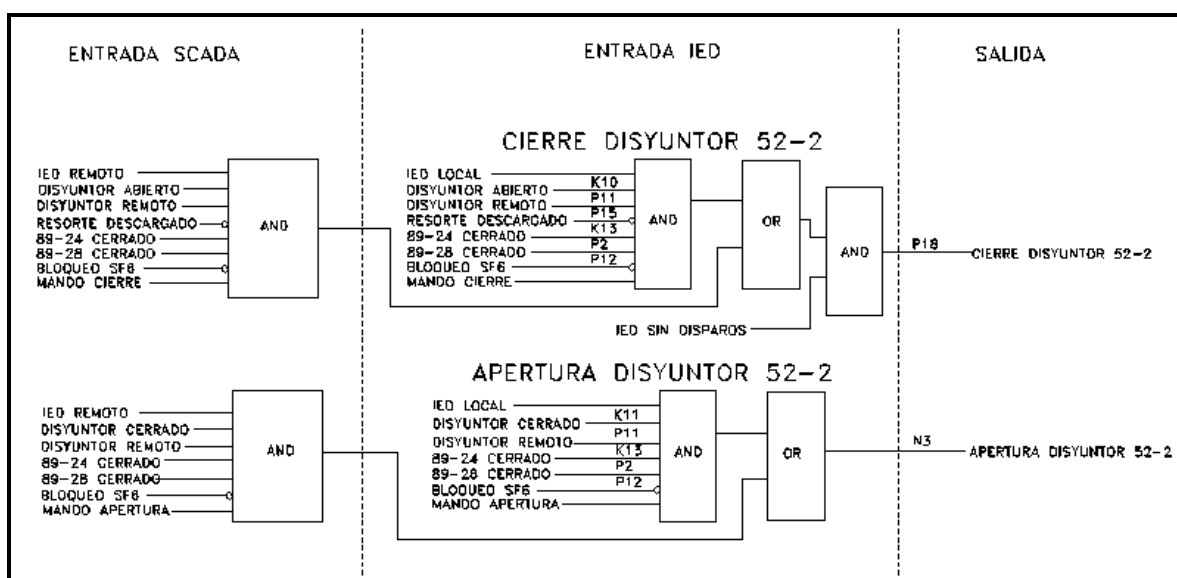 ENTRADA SCADA
ENTRADA IED
SALIDA
CIERRE DISYUNTOR 52-2
IED REMOTO
DISYUNTOR ABIERTO
DISYUNTOR REMOTO
RESORTE DESCARGADO
89-24 CERRADO
89-28 CERRADO
BLOQUEO SF6
MANDO CIERRE
AND
IED LOCAL
DISYUNTOR ABIERTO K10
DISYUNTOR REMOTO P11
RESORTE DESCARGADO P15
89-24 CERRADO K13
89-28 CERRADO P2
BLOQUEO SF6 P12
MANDO CIERRE
AND
OR
AND
IED SIN DISPAROS
P18
CIERRE DISYUNTOR 52-2
APERTURA DISYUNTOR 52-2
IED REMOTO
DISYUNTOR CERRADO
DISYUNTOR REMOTO
89-24 CERRADO
89-28 CERRADO
BLOQUEO SF6
MANDO APERTURA
AND
IED LOCAL
DISYUNTOR CERRADO K11
DISYUNTOR REMOTO P11
89-24 CERRADO K13
89-28 CERRADO P2
BLOQUEO SF6 P12
MANDO APERTURA
AND
OR
N3
APERTURA DISYUNTOR 52-2